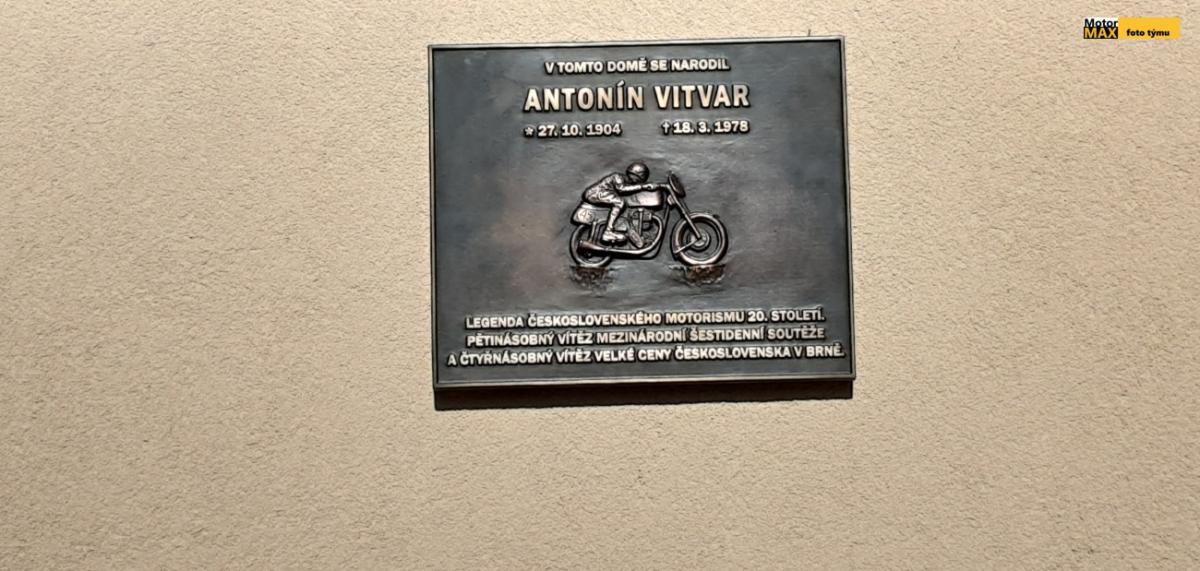 Motor
MAX foto týmu
V TOMTO DOMĚ SE NARODIL
ANTONÍN VITVAR
* 27. 10. 1904 † 18. 3. 1978
LEGENDA ČESKOSLOVENSKÉHO MOTORISMU 20. STOLETÍ.
PĚTINÁSOBNÝ VÍTĚZ MEZINÁRODNÍ ŠESTIDENNÍ SOUTĚŽE
A ČTYŘNÁSOBNÝ VÍTĚZ VELKÉ CENY ČESKOSLOVENSKA V BRNĚ.